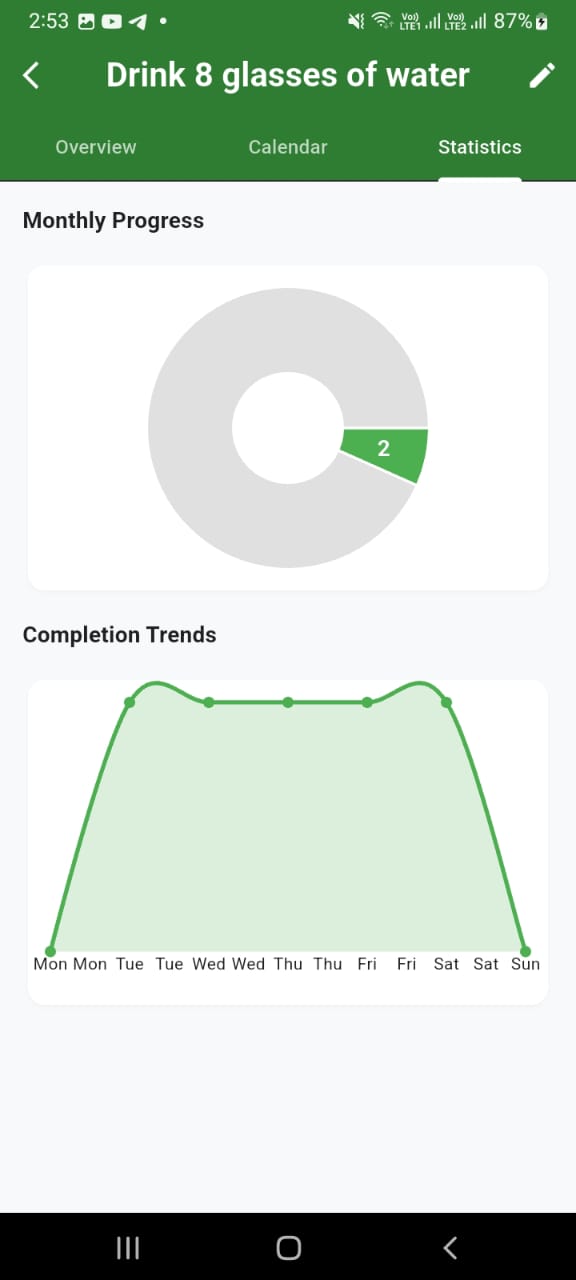 2:53 Vo)) LTE1 Vo)) LTE2 87%
Drink 8 glasses of water
Overview Calendar Statistics
Monthly Progress
2
Completion Trends
Mon Mon Tue Tue Wed Wed Thu Thu Fri Fri Sat Sat Sun